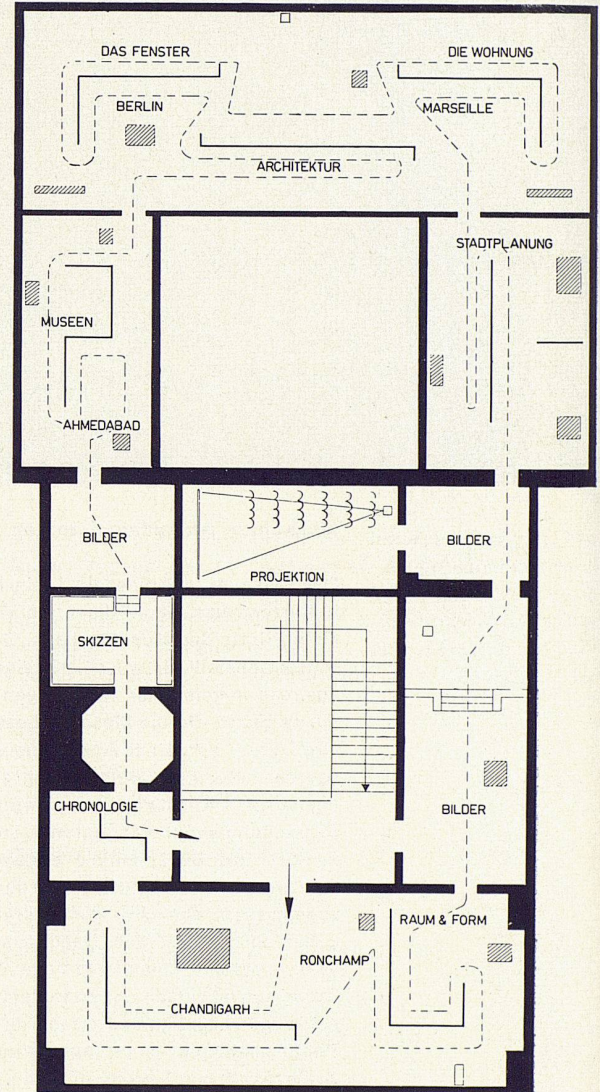 DAS FENSTER
DIE WOHNUNG
BERLIN
MARSEILLE
ARCHITEKTUR
STADTPLANUNG
MUSEEN
AHMEDABAD
BILDER
BILDER
PROJEKTION
SKIZZEN
CHRONOLOGIE
BILDER
RAUM & FORM
RONCHAMP
CHANDIGARH